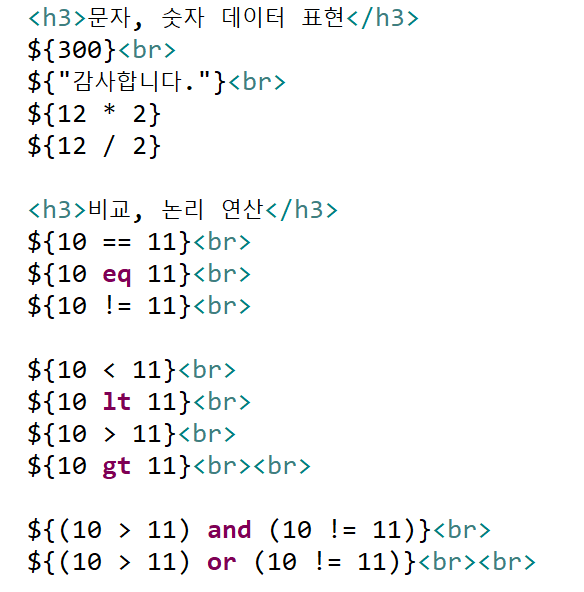 <h3>문자, 숫자 데이터 표현</h3>
${300}<br>
${"감사합니다."}<br>
${12 * 2}
${12 / 2}
<h3>비교, 논리 연산</h3>
${10 == 11}<br>
${10 eq 11}<br>
${10 != 11}<br>
${10 < 11}<br>
${10 lt 11}<br>
${10 > 11}<br>
${10 gt 11}<br><br>
${(10 > 11) and (10 != 11)}<br>
${(10 > 11) or (10 != 11)}<br><br>